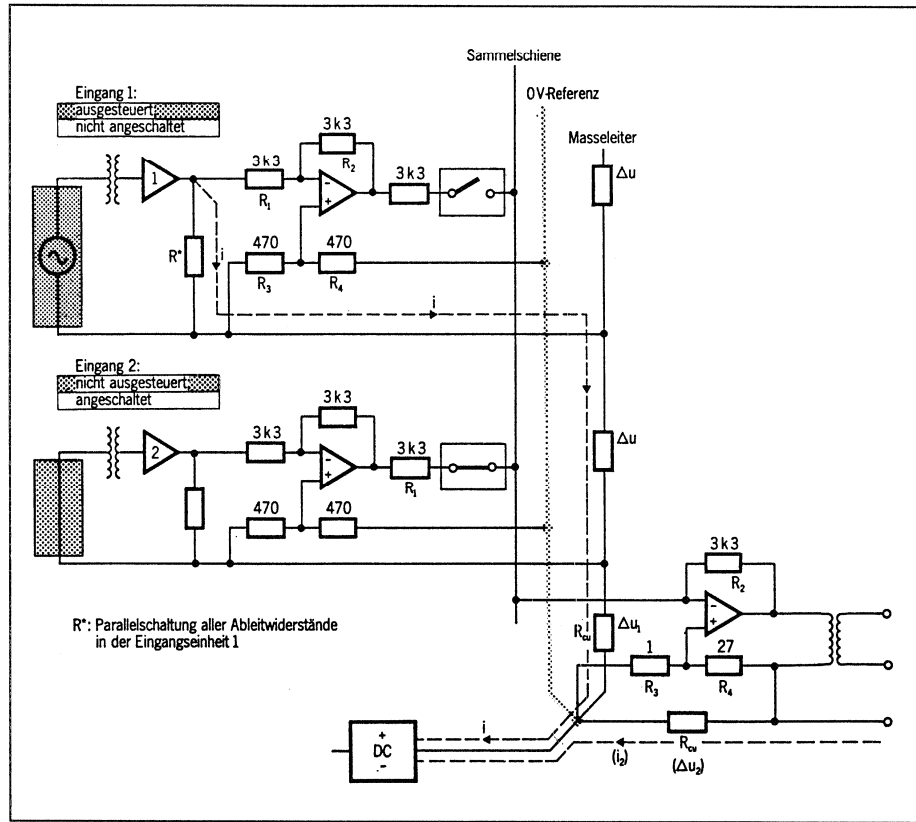 Sammelschiene
0V-Referenz
Masseleiter
Δu
Eingang 1:
ausgesteuert,
nicht angeschaltet
1
3k3
R₁
3k3
R₂
3k3
R*
i
470
R₃
470
R₄
i
Eingang 2:
nicht ausgesteuert,
angeschaltet
2
3k3
3k3
3k3
R₁
Δu
470
470
R*: Parallelschaltung aller Ableitwiderstände
in der Eingangseinheit 1
Rcu
Δu₁
3k3
R₂
1
R₃
27
R₄
+
DC
-
i
(i₂)
Rcu
(Δu₂)